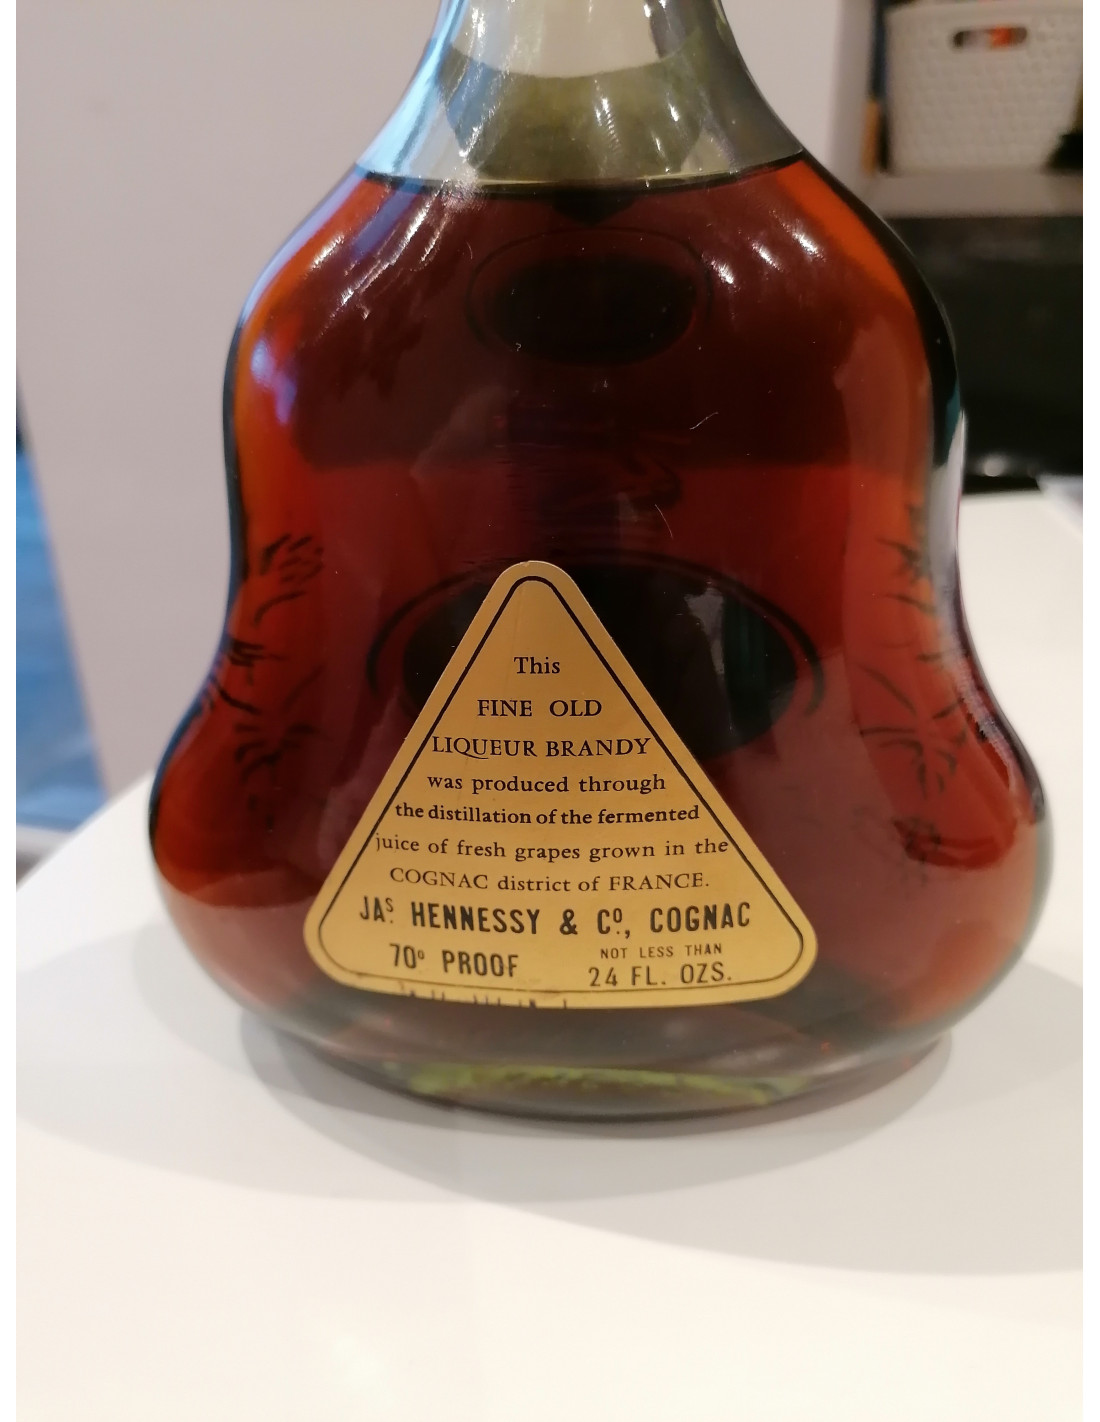 This
FINE OLD
LIQUEUR BRANDY
was produced through
the distillation of the fermented
juice of fresh grapes grown in the
COGNAC district of FRANCE.
JAS. HENNESSY & CO., COGNAC
70° PROOF
NOT LESS THAN
24 FL. OZS.